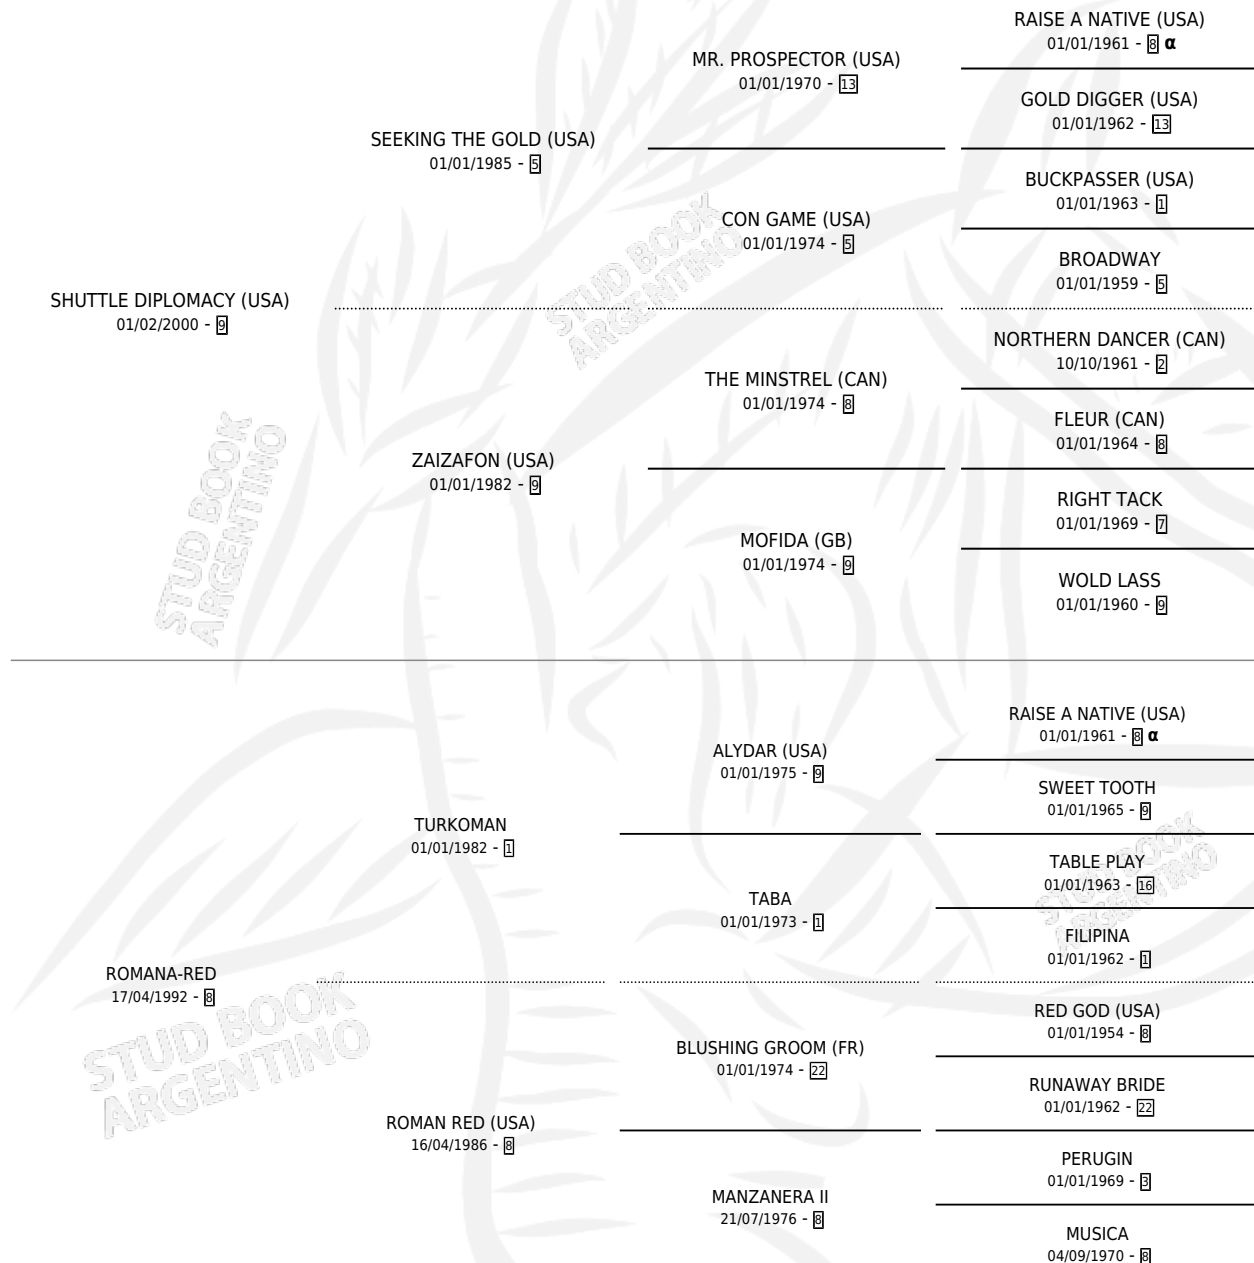 RAISE A NATIVE (USA)
01/01/1961 - 8 α
MR. PROSPECTOR (USA)
01/01/1970 - 13
GOLD DIGGER (USA)
01/01/1962 - 13
SEEKING THE GOLD (USA)
01/01/1985 - 5
BUCKPASSER (USA)
01/01/1963 - 1
CON GAME (USA)
01/01/1974 - 5
BROADWAY
01/01/1959 - 5
STUD BOOK
ARGENTINO
SHUTTLE DIPLOMACY (USA)
01/02/2000 - 9
NORTHERN DANCER (CAN)
10/10/1961 - 2
THE MINSTREL (CAN)
01/01/1974 - 8
FLEUR (CAN)
01/01/1964 - 8
ZAIZAFON (USA)
01/01/1982 - 9
RIGHT TACK
01/01/1969 - 7
MOFIDA (GB)
01/01/1974 - 9
WOLD LASS
01/01/1960 - 9
STUD BOOK
ARGENTINO
RAISE A NATIVE (USA)
01/01/1961 - 8 α
ALYDAR (USA)
01/01/1975 - 9
SWEET TOOTH
01/01/1965 - 9
TURKOMAN
01/01/1982 - 1
TABLE PLAY
01/01/1963 - 16
TABA
01/01/1973 - 1
FILIPINA
01/01/1962 - 1
STUD BOOK
ARGENTINO
ROMANA-RED
17/04/1992 - 8
RED GOD (USA)
01/01/1954 - 8
BLUSHING GROOM (FR)
01/01/1974 - 22
RUNAWAY BRIDE
01/01/1962 - 22
STUD BOOK
ARGENTINO
ROMAN RED (USA)
16/04/1986 - 8
PERUGIN
01/01/1969 - 3
MANZANERA II
21/07/1976 - 8
MUSICA
04/09/1970 - 8